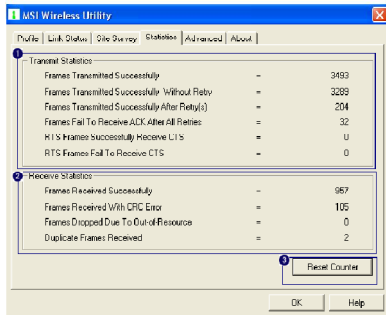 MSI Wireless Utility
Profile Link Status Site Survey Statistics Advanced About
1
Transmit Statistics
Frames Transmitted Successfully = 3493
Frames Transmitted Successfully Without Retry = 3289
Frames Transmitted Successfully After Retry(s) = 204
Frames Fail To Receive ACK After All Retries = 32
RTS Frames Successfully Receive CTS = 0
RTS Frames Fail To Receive CTS = 0
2
Receive Statistics
Frames Received Successfully = 957
Frames Received With CRC Error = 105
Frames Dropped Due To Out-of-Resource = 0
Duplicate Frames Received = 2
3
Reset Counter
OK Help